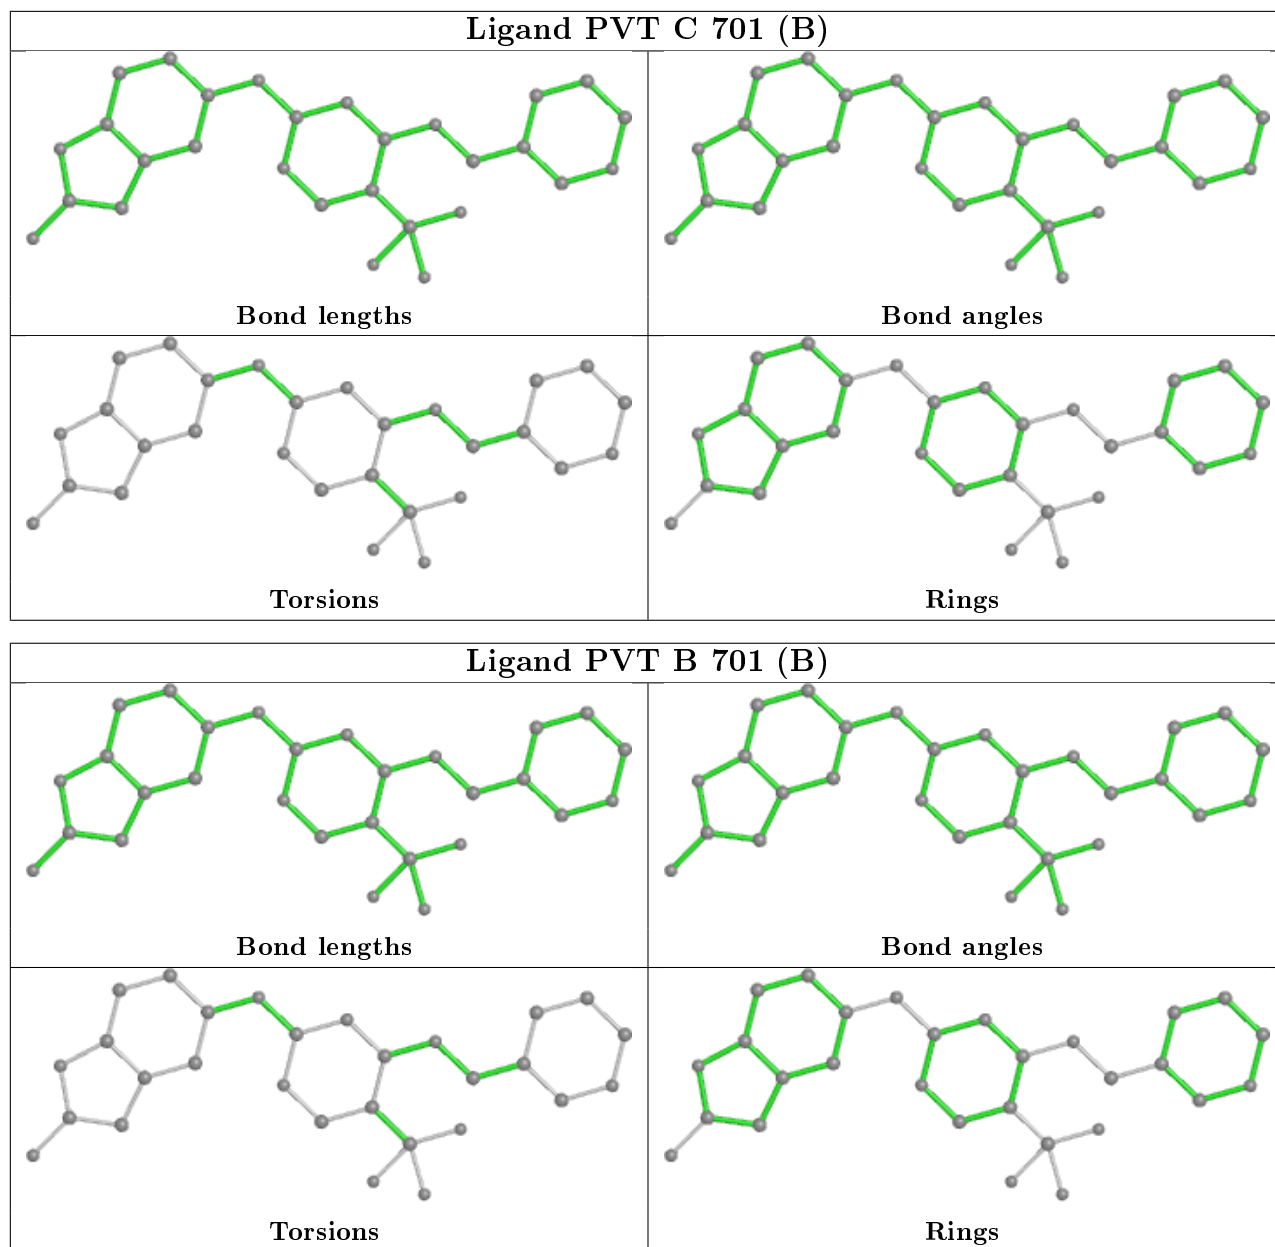 Ligand PVT C 701 (B)
Bond lengths
Bond angles
Torsions
Rings
Ligand PVT B 701 (B)
Bond lengths
Bond angles
Torsions
Rings